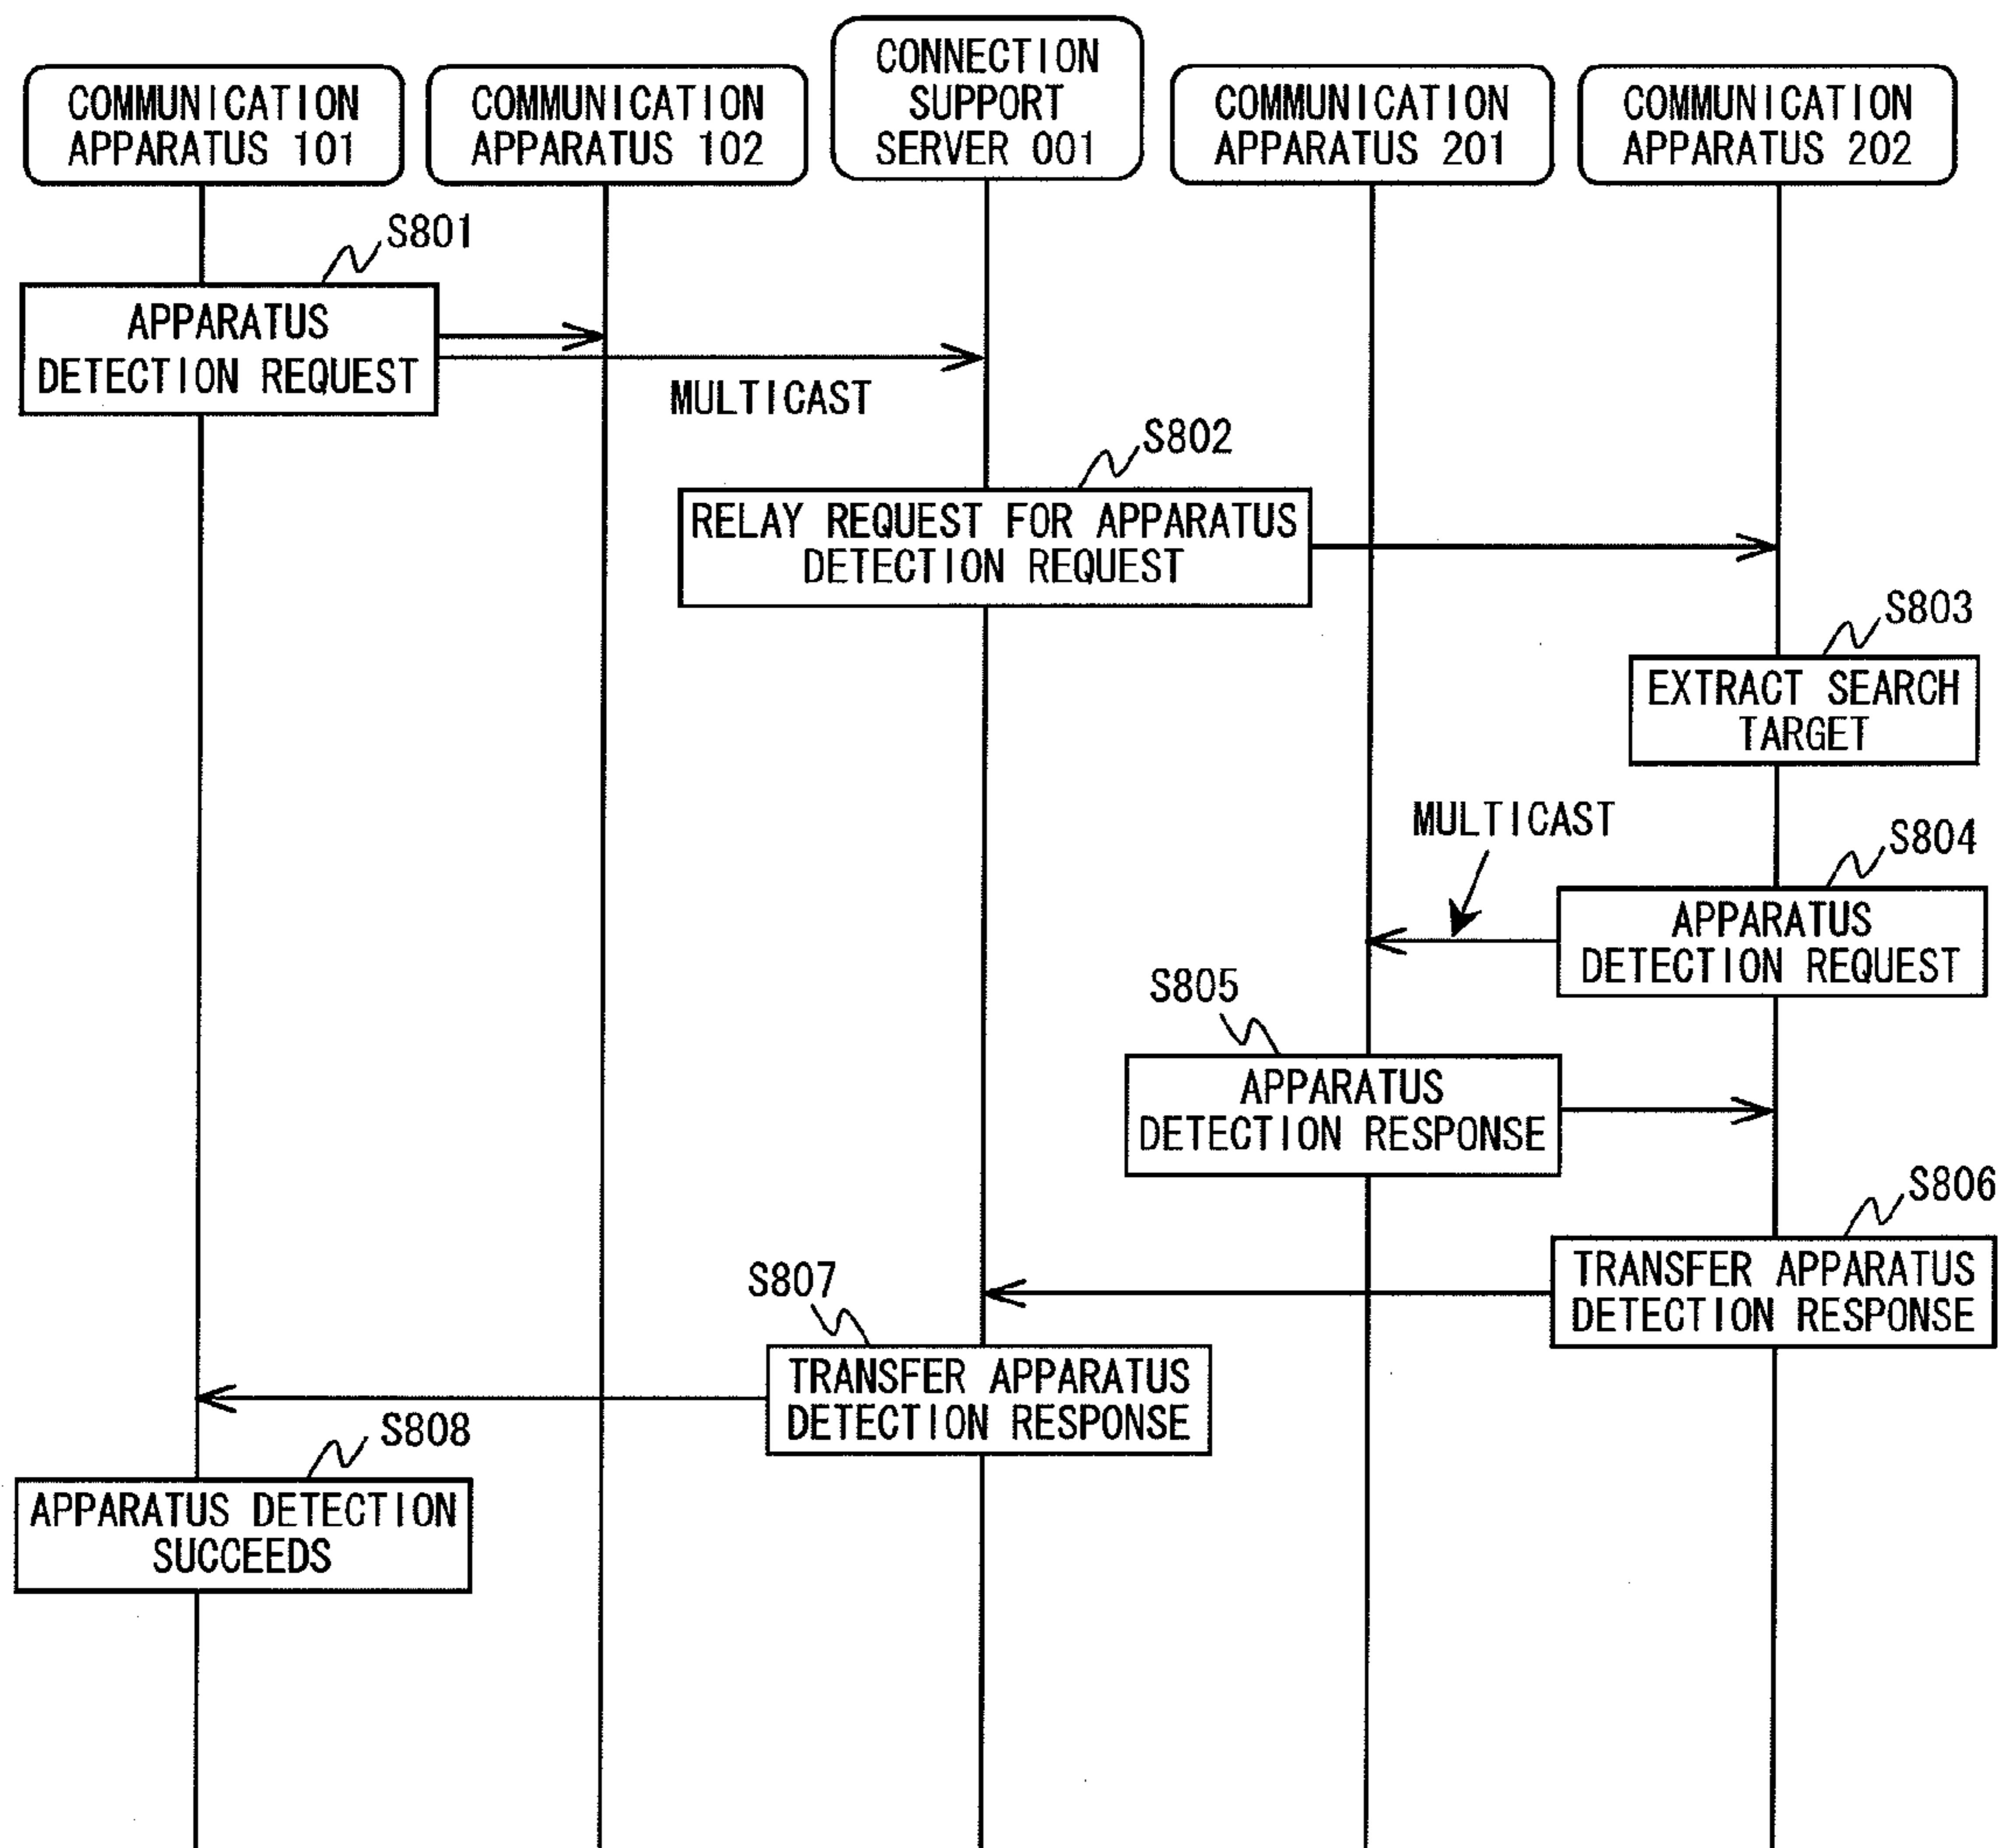 COMMUNICATION
APPARATUS 101
COMMUNICATION
APPARATUS 102
CONNECTION
SUPPORT
SERVER 001
COMMUNICATION
APPARATUS 201
COMMUNICATION
APPARATUS 202
S801
APPARATUS
DETECTION REQUEST
MULTICAST
S802
RELAY REQUEST FOR APPARATUS
DETECTION REQUEST
S803
EXTRACT SEARCH
TARGET
MULTICAST
S804
APPARATUS
DETECTION REQUEST
S805
APPARATUS
DETECTION RESPONSE
S806
TRANSFER APPARATUS
DETECTION RESPONSE
S807
TRANSFER APPARATUS
DETECTION RESPONSE
S808
APPARATUS DETECTION
SUCCEEDS